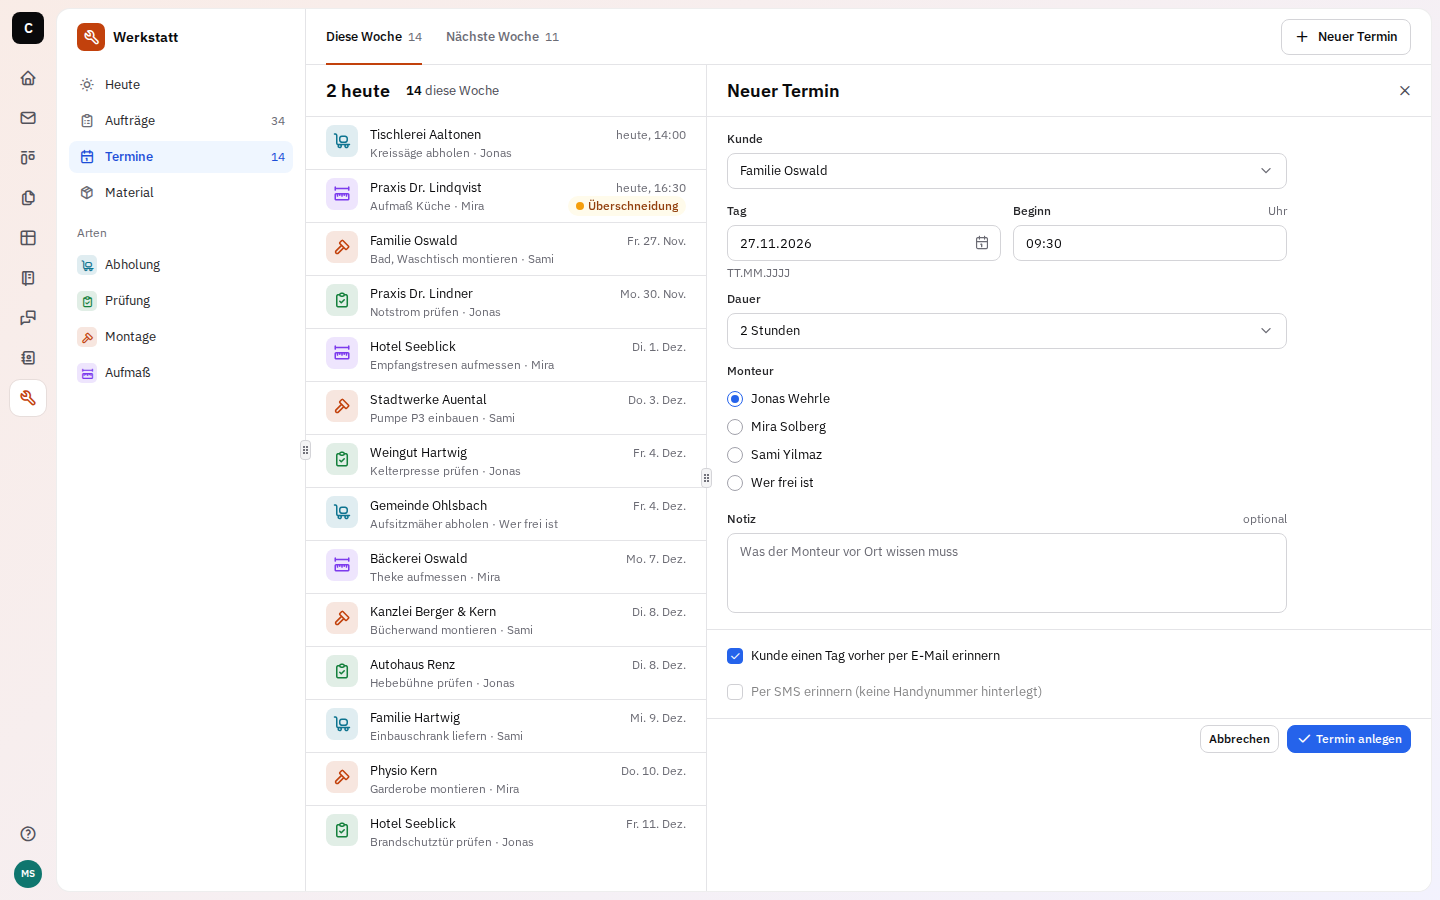 C
Werkstatt
Heute
Aufträge 34
Termine 14
Material
Arten
Abholung
Prüfung
Montage
Aufmaß
MS
Diese Woche 14
Nächste Woche 11
Neuer Termin
2 heute 14 diese Woche
Tischlerei Aaltonen heute, 14:00
Kreissäge abholen · Jonas
Praxis Dr. Lindqvist heute, 16:30
Aufmaß Küche · Mira Überschneidung
Familie Oswald Fr. 27. Nov.
Bad, Waschtisch montieren · Sami
Praxis Dr. Lindner Mo. 30. Nov.
Notstrom prüfen · Jonas
Hotel Seeblick Di. 1. Dez.
Empfangstresen aufmessen · Mira
Stadtwerke Auental Do. 3. Dez.
Pumpe P3 einbauen · Sami
Weingut Hartwig Fr. 4. Dez.
Kelterpresse prüfen · Jonas
Gemeinde Ohlsbach Fr. 4. Dez.
Aufsitzmäher abholen · Wer frei ist
Bäckerei Oswald Mo. 7. Dez.
Theke aufmessen · Mira
Kanzlei Berger & Kern Di. 8. Dez.
Bücherwand montieren · Sami
Autohaus Renz Di. 8. Dez.
Hebebühne prüfen · Jonas
Familie Hartwig Mi. 9. Dez.
Einbauschrank liefern · Sami
Physio Kern Do. 10. Dez.
Garderobe montieren · Mira
Hotel Seeblick Fr. 11. Dez.
Brandschutztür prüfen · Jonas
Neuer Termin
Kunde
Familie Oswald
Tag Beginn Uhr
27.11.2026 09:30
TT.MM.JJJJ
Dauer
2 Stunden
Monteur
Jonas Wehrle
Mira Solberg
Sami Yilmaz
Wer frei ist
Notiz optional
Was der Monteur vor Ort wissen muss
Kunde einen Tag vorher per E-Mail erinnern
Per SMS erinnern (keine Handynummer hinterlegt)
Abbrechen Termin anlegen